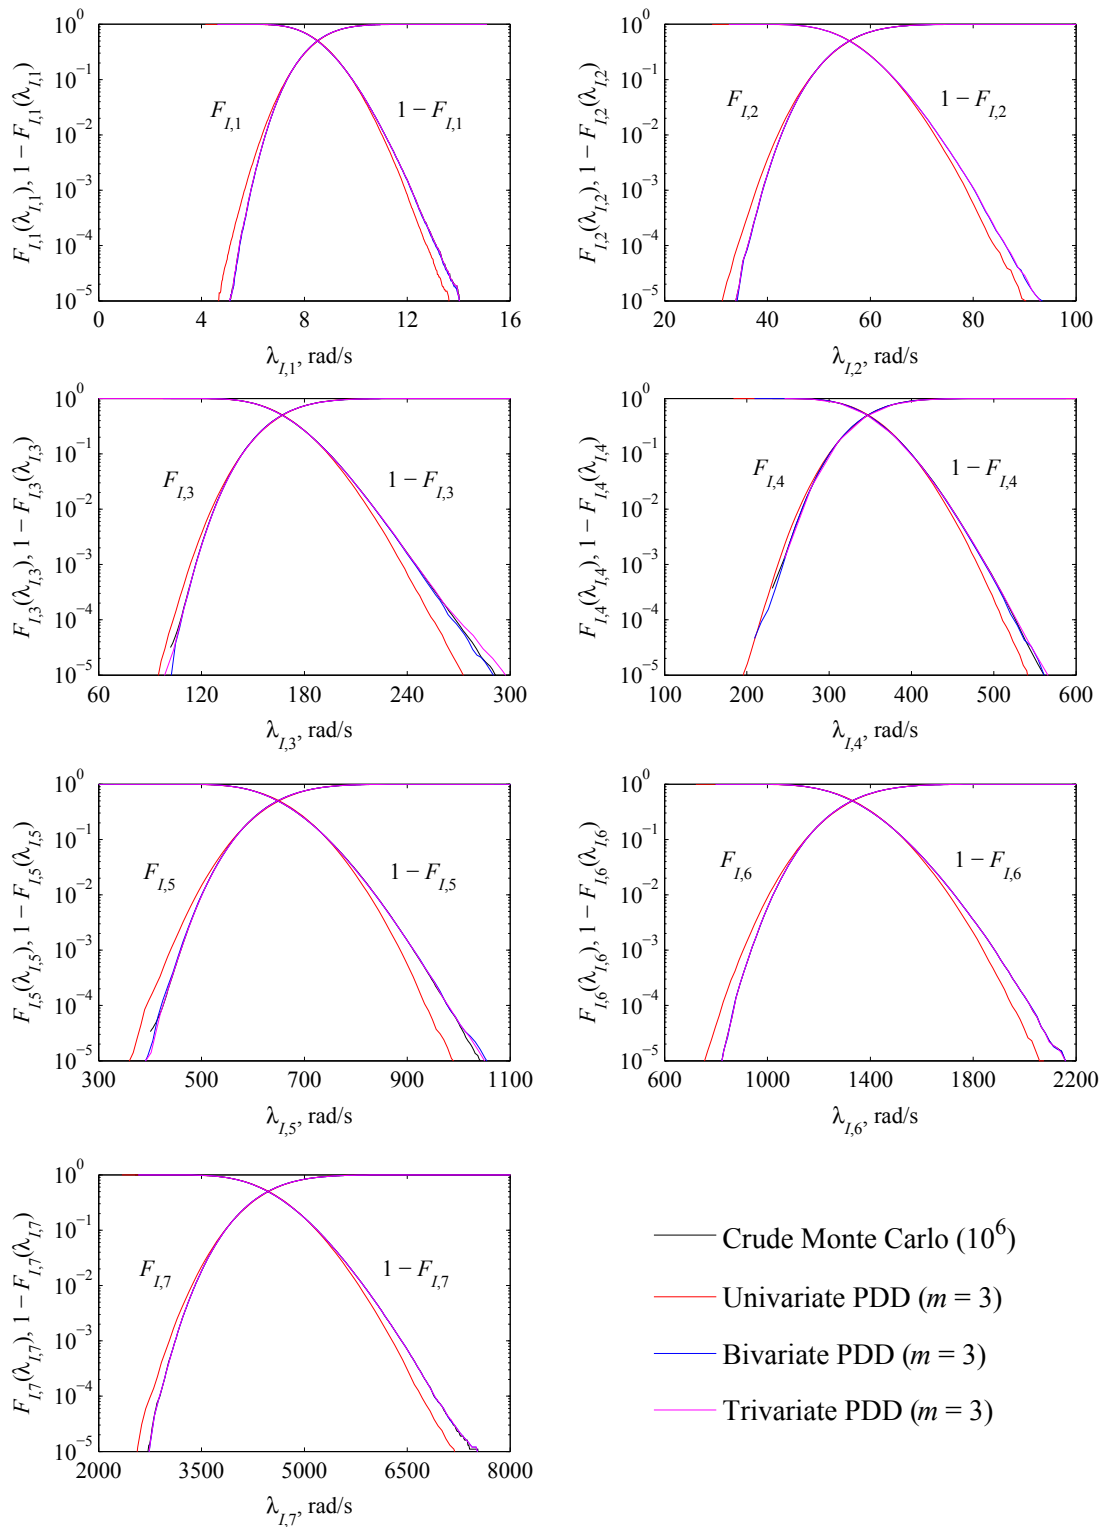 F_{I,1}(λ_{I,1}), 1 − F_{I,1}(λ_{I,1})
10^0
10^{-1}
10^{-2}
10^{-3}
10^{-4}
10^{-5}
F_{I,1}
1 − F_{I,1}
0 4 8 12 16
λ_{I,1}, rad/s
F_{I,2}(λ_{I,2}), 1 − F_{I,2}(λ_{I,2})
10^0
10^{-1}
10^{-2}
10^{-3}
10^{-4}
10^{-5}
F_{I,2}
1 − F_{I,2}
20 40 60 80 100
λ_{I,2}, rad/s
F_{I,3}(λ_{I,3}), 1 − F_{I,3}(λ_{I,3})
10^0
10^{-1}
10^{-2}
10^{-3}
10^{-4}
10^{-5}
F_{I,3}
1 − F_{I,3}
60 120 180 240 300
λ_{I,3}, rad/s
F_{I,4}(λ_{I,4}), 1 − F_{I,4}(λ_{I,4})
10^0
10^{-1}
10^{-2}
10^{-3}
10^{-4}
10^{-5}
F_{I,4}
1 − F_{I,4}
100 200 300 400 500 600
λ_{I,4}, rad/s
F_{I,5}(λ_{I,5}), 1 − F_{I,5}(λ_{I,5})
10^0
10^{-1}
10^{-2}
10^{-3}
10^{-4}
10^{-5}
F_{I,5}
1 − F_{I,5}
300 500 700 900 1100
λ_{I,5}, rad/s
F_{I,6}(λ_{I,6}), 1 − F_{I,6}(λ_{I,6})
10^0
10^{-1}
10^{-2}
10^{-3}
10^{-4}
10^{-5}
F_{I,6}
1 − F_{I,6}
600 1000 1400 1800 2200
λ_{I,6}, rad/s
F_{I,7}(λ_{I,7}), 1 − F_{I,7}(λ_{I,7})
10^0
10^{-1}
10^{-2}
10^{-3}
10^{-4}
10^{-5}
F_{I,7}
1 − F_{I,7}
2000 3500 5000 6500 8000
λ_{I,7}, rad/s
Crude Monte Carlo (10^6)
Univariate PDD (m = 3)
Bivariate PDD (m = 3)
Trivariate PDD (m = 3)